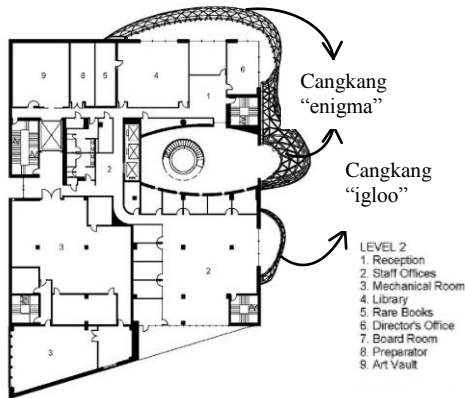 9
8
5
4
6
1
2
3
2
3
Cangkang
“enigma”
Cangkang
“igloo”
LEVEL 2
1. Reception
2. Staff Offices
3. Mechanical Room
4. Library
5. Rare Books
6. Director's Office
7. Board Room
8. Preparator
9. Art Vault